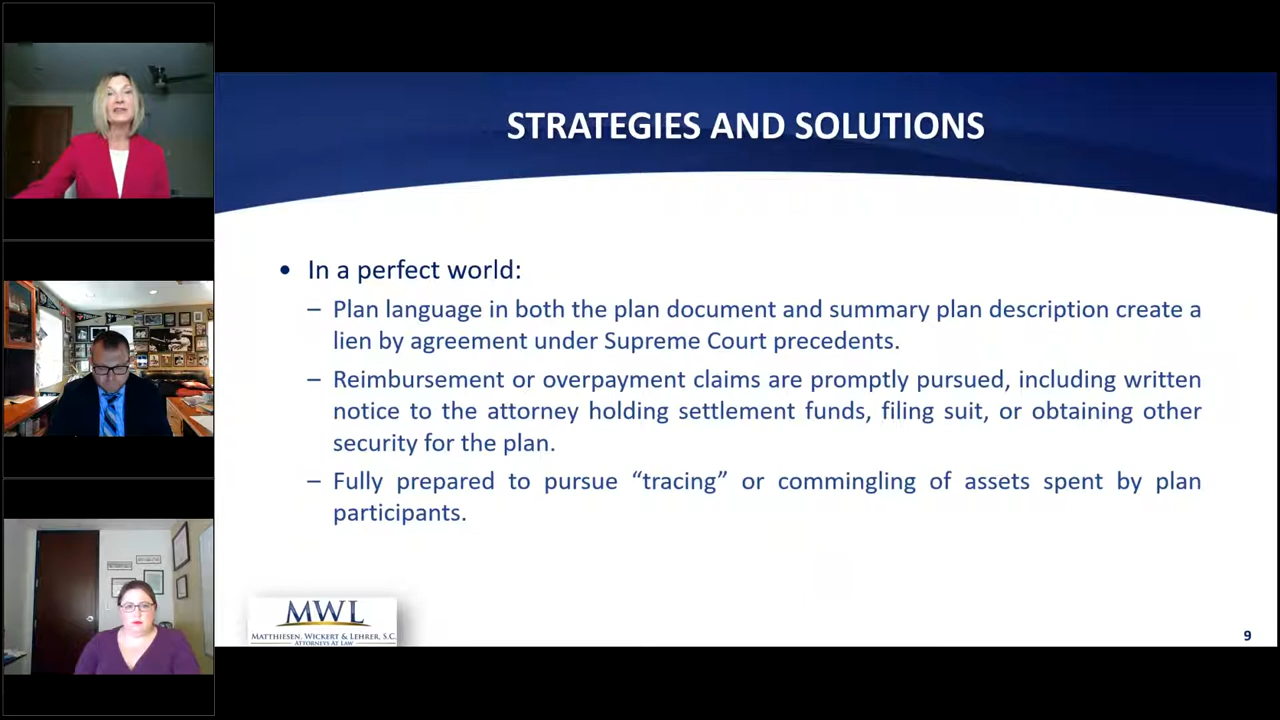 STRATEGIES AND SOLUTIONS
• In a perfect world:
– Plan language in both the plan document and summary plan description create a
lien by agreement under Supreme Court precedents.
– Reimbursement or overpayment claims are promptly pursued, including written
notice to the attorney holding settlement funds, filing suit, or obtaining other
security for the plan.
– Fully prepared to pursue “tracing” or commingling of assets spent by plan
participants.
MWL
MATTHIESEN, WICKERT & LEHRER, S.C.
ATTORNEYS AT LAW
9